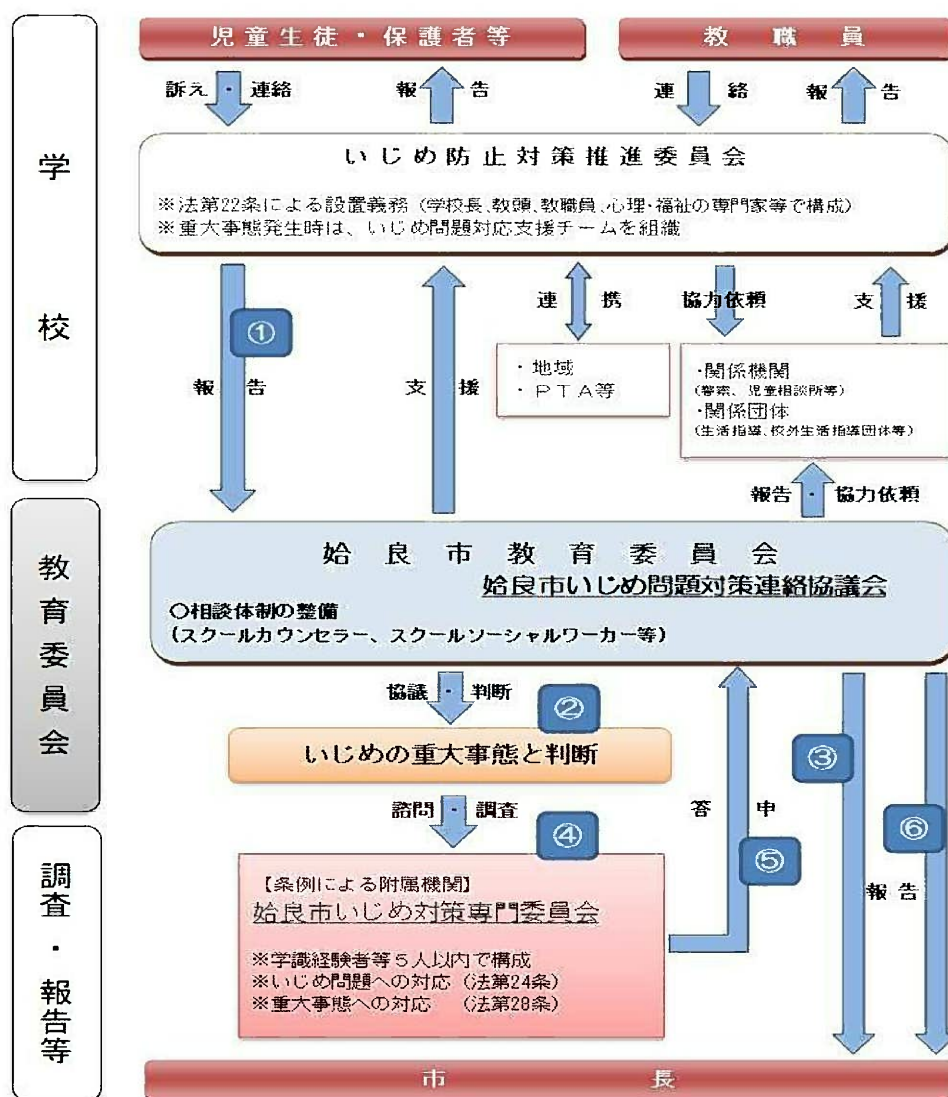 学校
児童生徒・保護者等
教職員
訴え・連絡
報告
連絡
報告
いじめ防止対策推進委員会
※法第22条による設置義務（学校長、教頭、教職員、心理・福祉の専門家等で構成）
※重大事態発生時は、いじめ問題対応支援チームを組織
①
報告
支援
連携
協力依頼
支援
・地域
・ＰＴＡ等
・関係機関
（警察、児童相談所等）
・関係団体
（生活指導、校外生活指導団体等）
報告・協力依頼
教育委員会
姶良市教育委員会
姶良市いじめ問題対策連絡協議会
〇相談体制の整備
（スクールカウンセラー、スクールソーシャルワーカー等）
協議・判断
②
いじめの重大事態と判断
諮問・調査
④
答申
⑤
③
⑥
報告
調査・報告等
【条例による附属機関】
姶良市いじめ対策専門委員会
※学識経験者等５人以内で構成
※いじめ問題への対応（法第24条）
※重大事態への対応　（法第28条）
市長